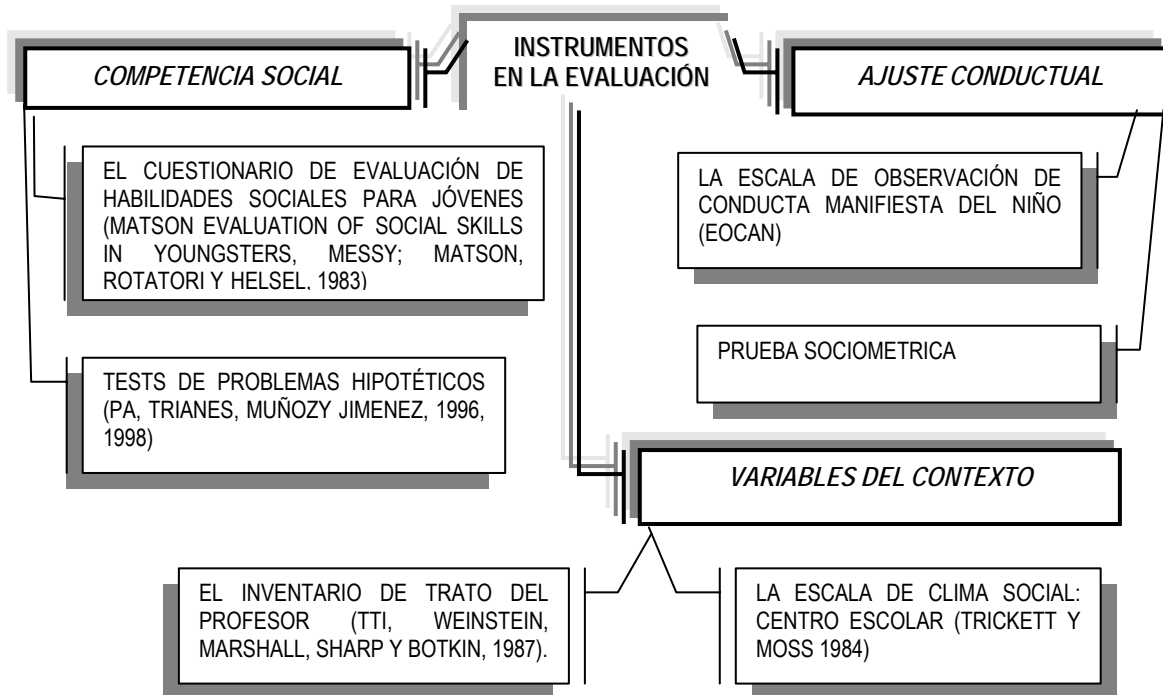 INSTRUMENTOS
EN LA EVALUACIÓN
COMPETENCIA SOCIAL
EL CUESTIONARIO DE EVALUACIÓN DE
HABILIDADES SOCIALES PARA JÓVENES
(MATSON EVALUATION OF SOCIAL SKILLS
IN YOUNGSTERS, MESSY; MATSON,
ROTATORI Y HELSEL, 1983)
TESTS DE PROBLEMAS HIPOTÉTICOS
(PA, TRIANES, MUÑOZY JIMENEZ, 1996,
1998)
AJUSTE CONDUCTUAL
LA ESCALA DE OBSERVACIÓN DE
CONDUCTA MANIFIESTA DEL NIÑO
(EOCAN)
PRUEBA SOCIOMETRICA
VARIABLES DEL CONTEXTO
EL INVENTARIO DE TRATO DEL
PROFESOR (TTI, WEINSTEIN,
MARSHALL, SHARP Y BOTKIN, 1987).
LA ESCALA DE CLIMA SOCIAL:
CENTRO ESCOLAR (TRICKETT Y
MOSS 1984)